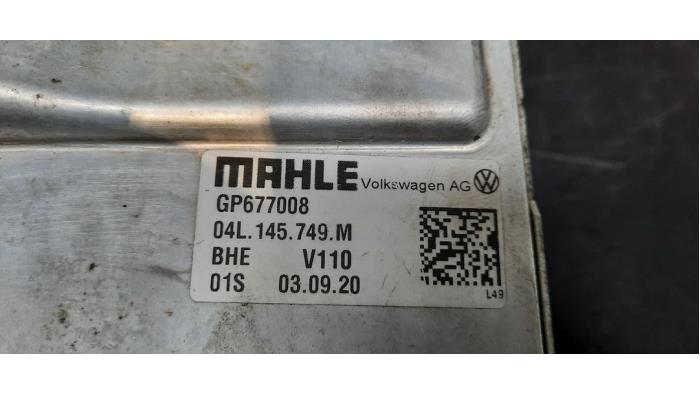 MAHLE Volkswagen AG
GP677008
04L.145.749.M
BHE V110
01S 03.09.20
L49